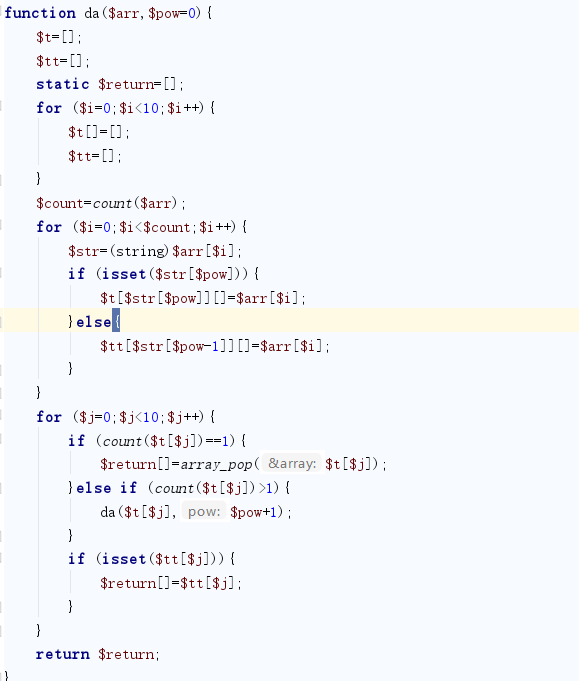 function da($arr,$pow=0){
$t=[];
$tt=[];
static $return=[];
for ($i=0;$i<10;$i++){
$t[]=[];
$tt=[];
}
$count=count($arr);
for ($i=0;$i<$count;$i++){
$str=(string)$arr[$i];
if (isset($str[$pow])){
$t[$str[$pow]][]=$arr[$i];
}else{
$tt[$str[$pow-1]][]=$arr[$i];
}
}
for ($j=0;$j<10;$j++){
if (count($t[$j])==1){
$return[]=array_pop( &array: $t[$j]);
}else if (count($t[$j])>1){
da($t[$j], pow: $pow+1);
}
if (isset($tt[$j])){
$return[]=$tt[$j];
}
}
return $return;
}